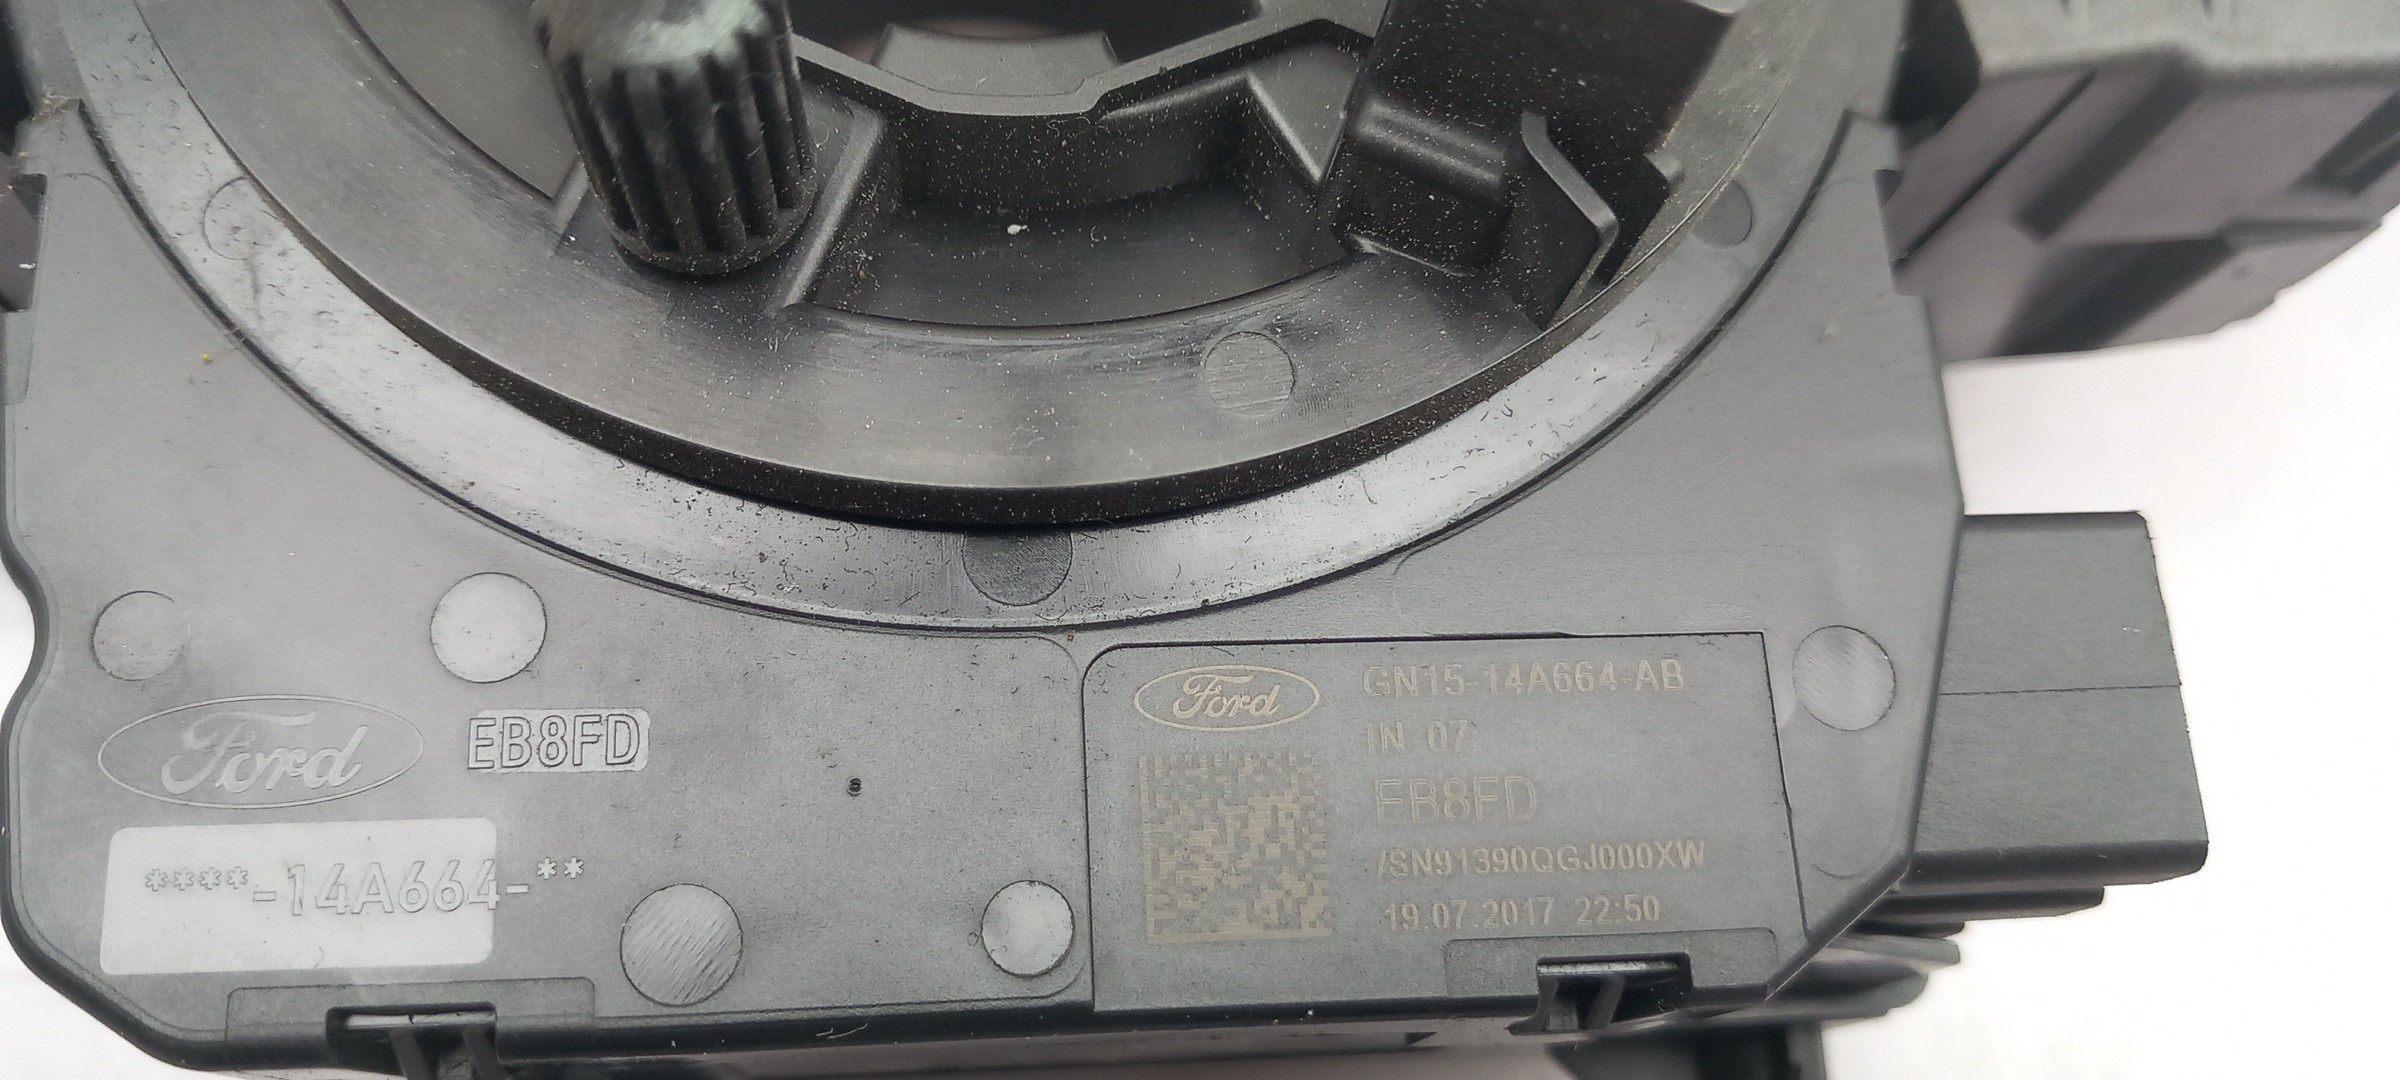 Ford
EB8FD
****-14A664-**
Ford
GN15-14A664-AB
IN 07
EB8FD
/SN91390QGJ000XW
19.07.2017 22:50